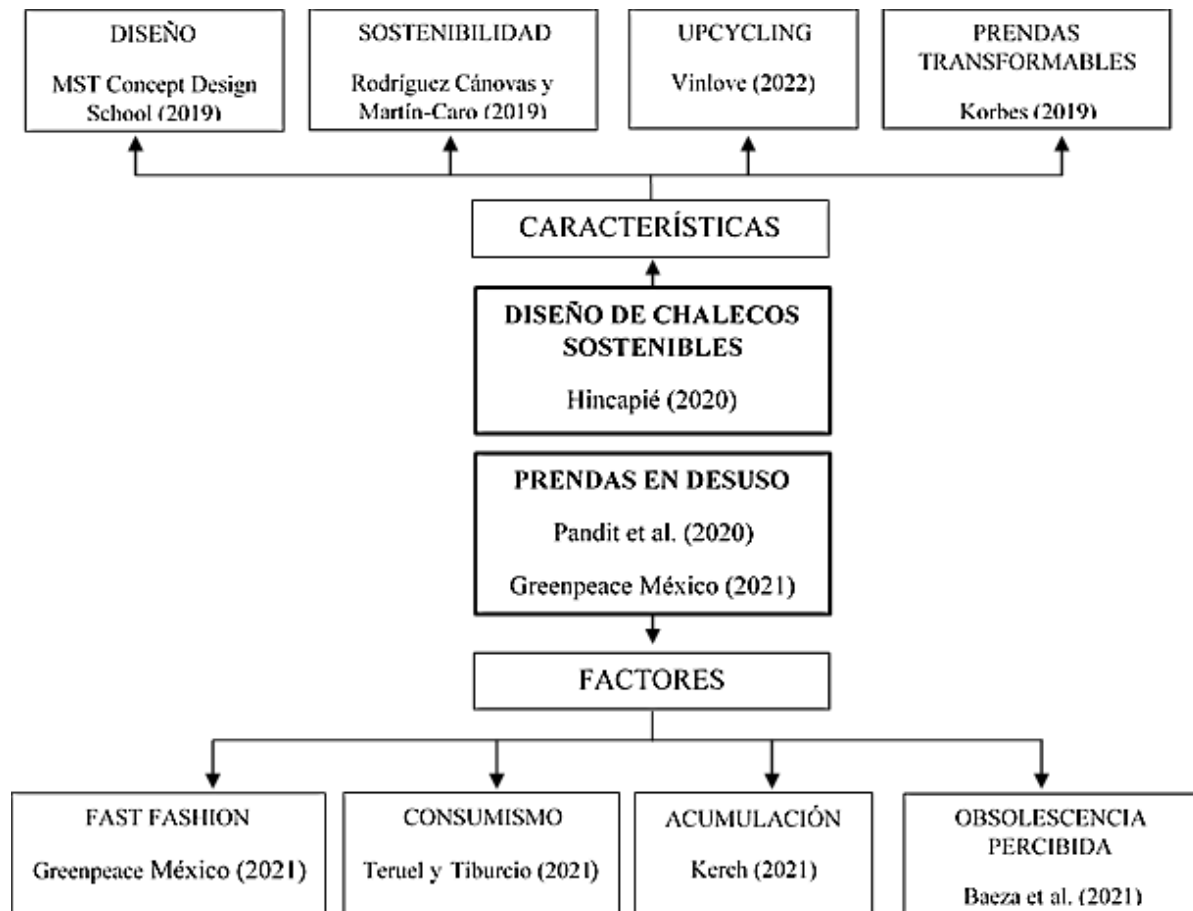 DISEÑO
MST Concept Design
School (2019)
SOSTENIBILIDAD
Rodríguez Cánovas y
Martín-Caro (2019)
UPCYCLING
Vinlove (2022)
PRENDAS
TRANSFORMABLES
Korbes (2019)
CARACTERÍSTICAS
DISEÑO DE CHALECOS
SOSTENIBLES
Hincapié (2020)
PRENDAS EN DESUSO
Pandit et al. (2020)
Greenpeace México (2021)
FACTORES
FAST FASHION
Greenpeace México (2021)
CONSUMISMO
Teruel y Tiburcio (2021)
ACUMULACIÓN
Kerch (2021)
OBSOLESCENCIA
PERCIBIDA
Baeza et al. (2021)